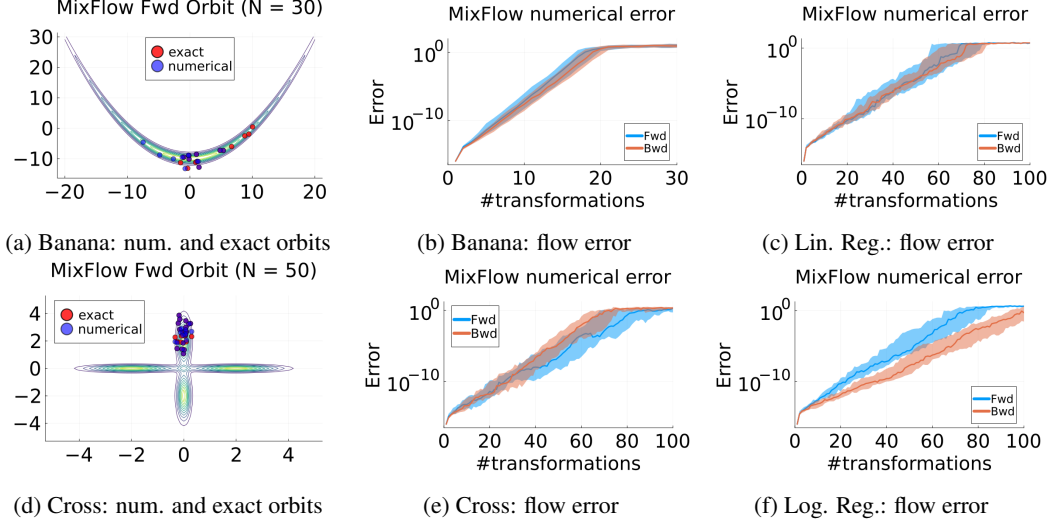 MixFlow Fwd Orbit (N = 30)
30
20
10
0
−10
−20 −10 0 10 20
exact
numerical
(a) Banana: num. and exact orbits
MixFlow numerical error
Error
10^0
10^−10
0 10 20 30
#transformations
Fwd
Bwd
(b) Banana: flow error
MixFlow numerical error
Error
10^0
10^−10
0 20 40 60 80 100
#transformations
Fwd
Bwd
(c) Lin. Reg.: flow error
MixFlow Fwd Orbit (N = 50)
4
2
0
−2
−4
−4 −2 0 2 4
exact
numerical
(d) Cross: num. and exact orbits
MixFlow numerical error
Error
10^0
10^−10
0 20 40 60 80 100
#transformations
Fwd
Bwd
(e) Cross: flow error
MixFlow numerical error
Error
10^0
10^−10
0 20 40 60 80 100
#transformations
Fwd
Bwd
(f) Log. Reg.: flow error